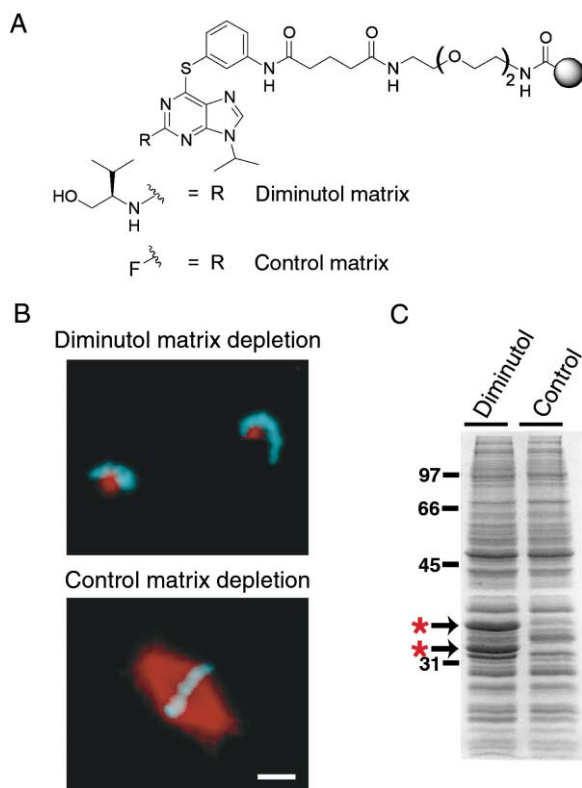 A
O
O
O
S
N
H
N
H
O
2
N
H
N
N
R
N
N
HO
N
H
= R Diminutol matrix
F = R Control matrix
B
Diminutol matrix depletion
Control matrix depletion
C
Diminutol
Control
97
66
45
*
*
31